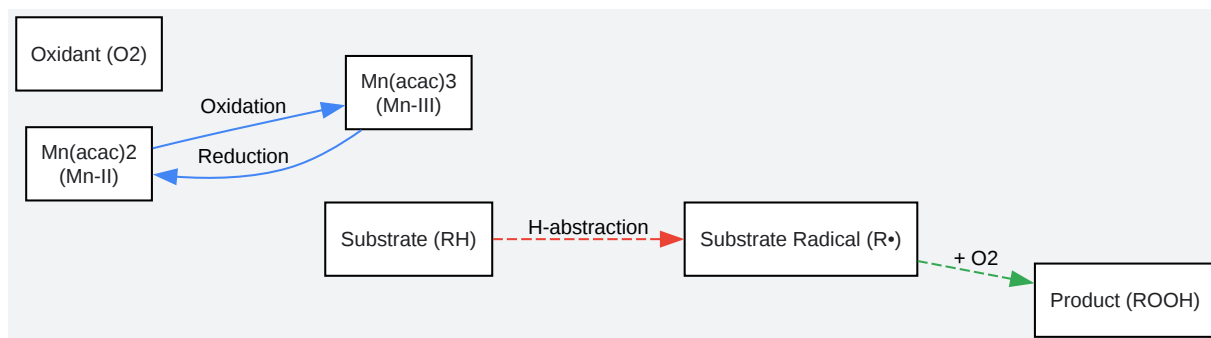 Oxidant (O2)
Mn(acac)3
(Mn-III)
Oxidation
Mn(acac)2
(Mn-II)
Reduction
Substrate (RH)
H-abstraction
Substrate Radical (R•)
+ O2
Product (ROOH)